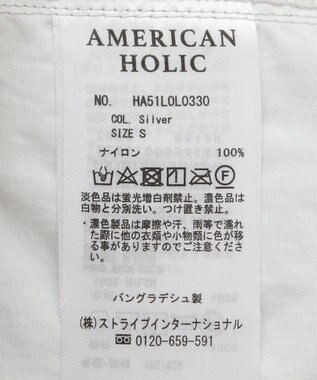 AMERICAN
HOLIC
NO. HA51L0L0330
COL. Silver
SIZE S
ナイロン 100%
淡色品は蛍光増白剤禁止。濃色品は
白物と分別洗い。つけ置き禁止。
・濃色製品は摩擦や汗、雨等で濡れ
た際に他の衣類や小物類に色が移
る事がありますのでご注意くださ
い。
バングラデシュ製
(株)ストライプインターナショナル
0120-659-591